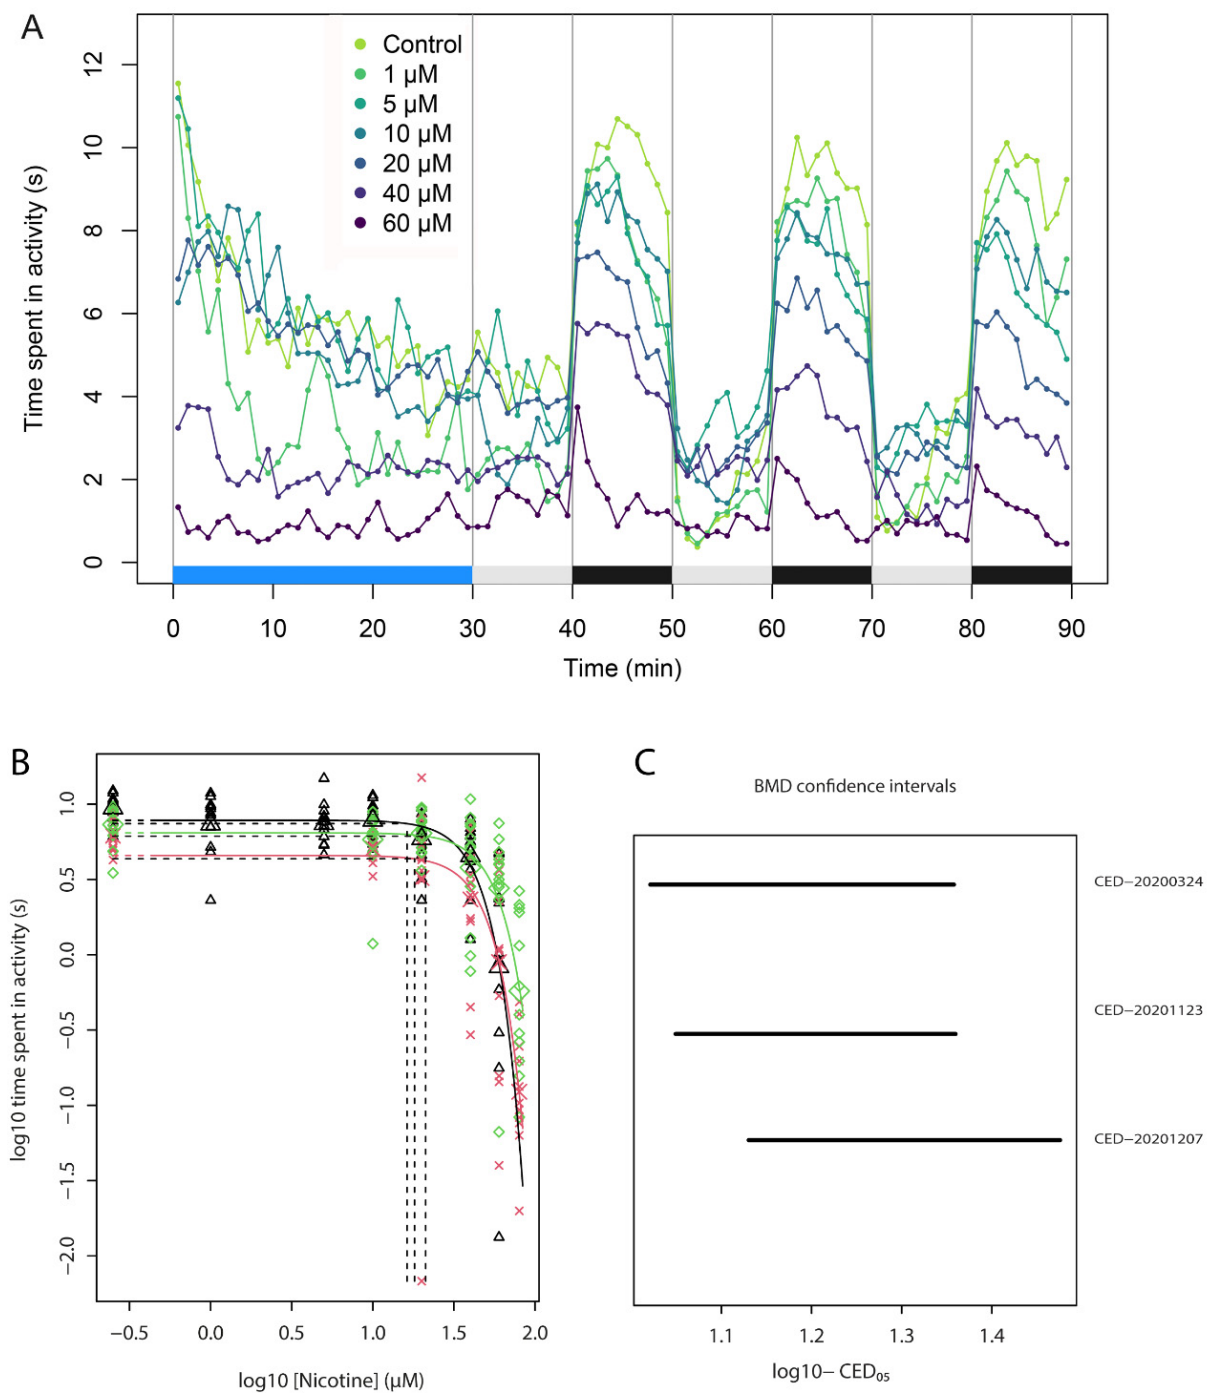 A
Control
1 µM
5 µM
10 µM
20 µM
40 µM
60 µM
Time spent in activity (s)
12
10
8
6
4
2
0
0 10 20 30 40 50 60 70 80 90
Time (min)
B
log10 time spent in activity (s)
1.0
0.5
0.0
−0.5
−1.0
−1.5
−2.0
−0.5 0.0 0.5 1.0 1.5 2.0
log10 [Nicotine] (µM)
C
BMD confidence intervals
CED−20200324
CED−20201123
CED−20201207
1.1 1.2 1.3 1.4
log10− CED₀₅